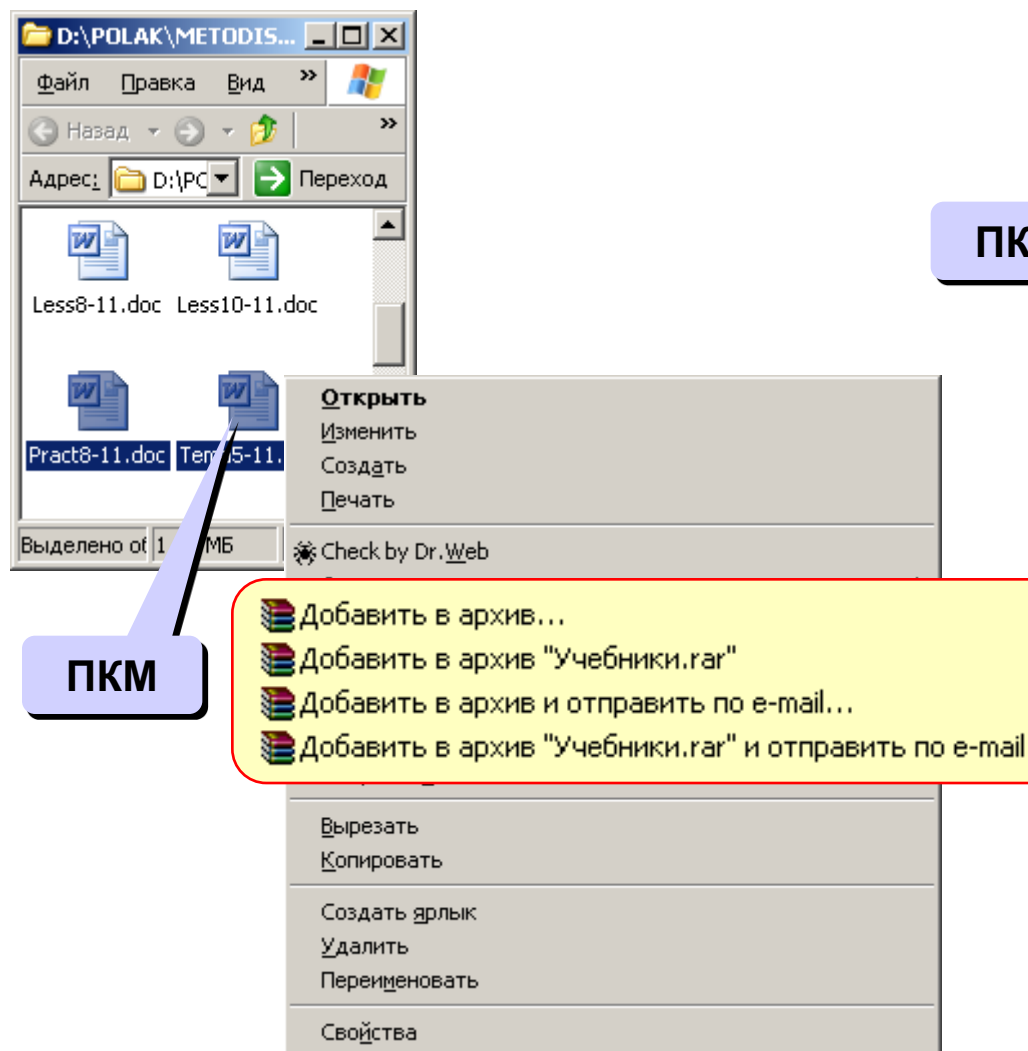 D:\POLAK\METODIS...
Файл Правка Вид »
Назад »
Адрес: D:\PC Переход
Less8-11.doc Less10-11.doc
ПК
Pract8-11.doc
Выделено 1 МБ
Открыть
Изменить
Создать
Печать
Check by Dr.Web
Добавить в архив...
Добавить в архив "Учебники.rar"
Добавить в архив и отправить по e-mail...
Добавить в архив "Учебники.rar" и отправить по e-mail
ПКМ
Вырезать
Копировать
Создать ярлык
Удалить
Переименовать
Свойства